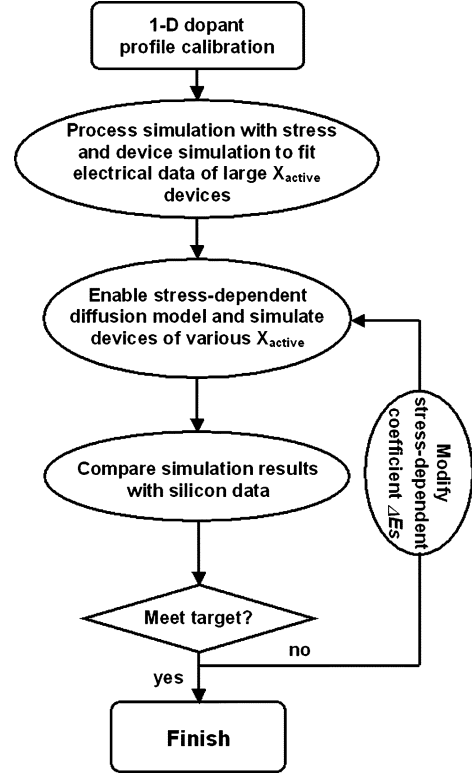 1-D dopant
profile calibration
Process simulation with stress
and device simulation to fit
electrical data of large Xactive
devices
Enable stress-dependent
diffusion model and simulate
devices of various Xactive
Modify
stress-dependent
coefficient ΔEs
Compare simulation results
with silicon data
Meet target?
no
yes
Finish